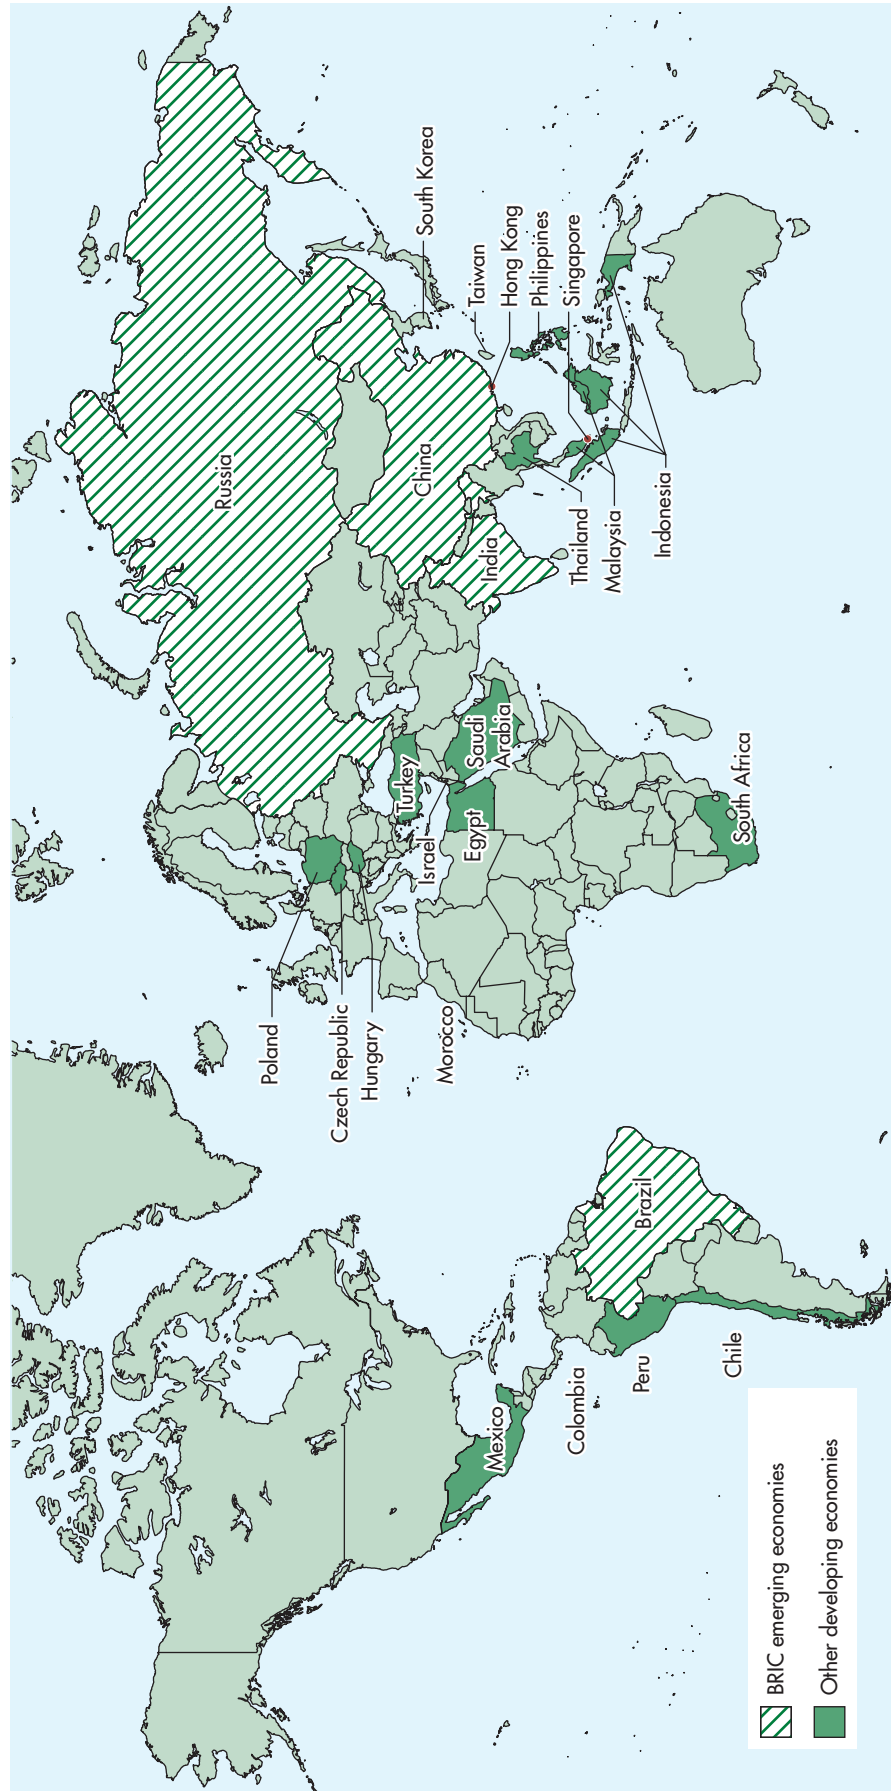 Russia
China
India
South Korea
Taiwan
Hong Kong
Philippines
Singapore
Thailand
Malaysia
Indonesia
Turkey
Saudi
Arabia
Israel
Egypt
South Africa
Poland
Czech Republic
Hungary
Morocco
Brazil
Mexico
Colombia
Peru
Chile
BRIC emerging economies
Other developing economies